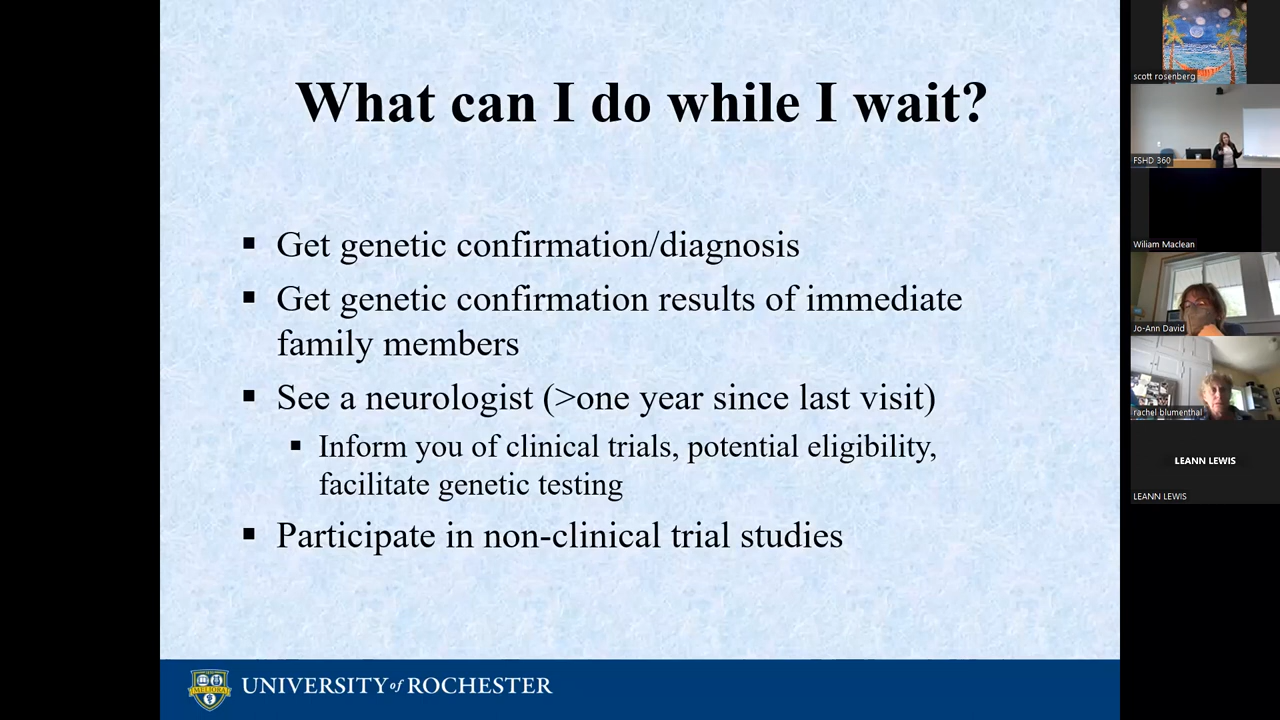 What can I do while I wait?
▪ Get genetic confirmation/diagnosis
▪ Get genetic confirmation results of immediate
family members
▪ See a neurologist (>one year since last visit)
▪ Inform you of clinical trials, potential eligibility,
facilitate genetic testing
▪ Participate in non-clinical trial studies
MELIORA
UNIVERSITY of ROCHESTER
scott rosenberg
FSHD 360
Wiliam Maclean
Jo-Ann David
rachel blumenthal
LEANN LEWIS
LEANN LEWIS